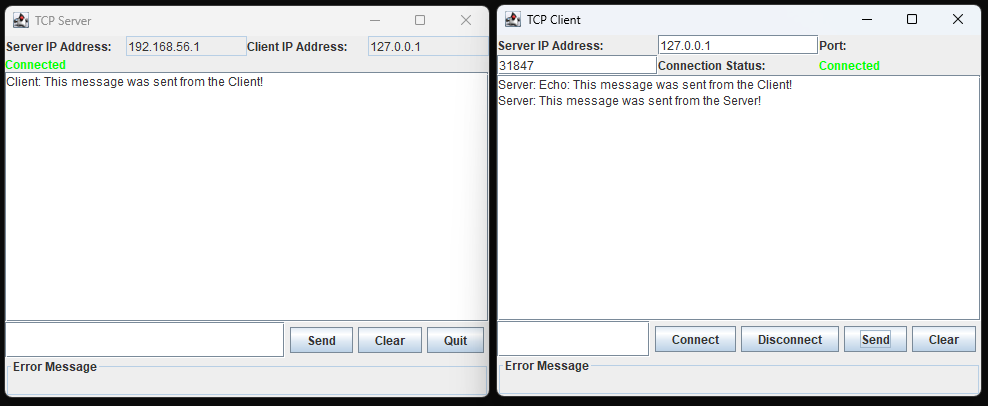 TCP Server
Server IP Address: 192.168.56.1 Client IP Address: 127.0.0.1
Connected
Client: This message was sent from the Client!
Send Clear Quit
Error Message
TCP Client
Server IP Address: 127.0.0.1 Port:
31847 Connection Status: Connected
Server: Echo: This message was sent from the Client!
Server: This message was sent from the Server!
Connect Disconnect Send Clear
Error Message